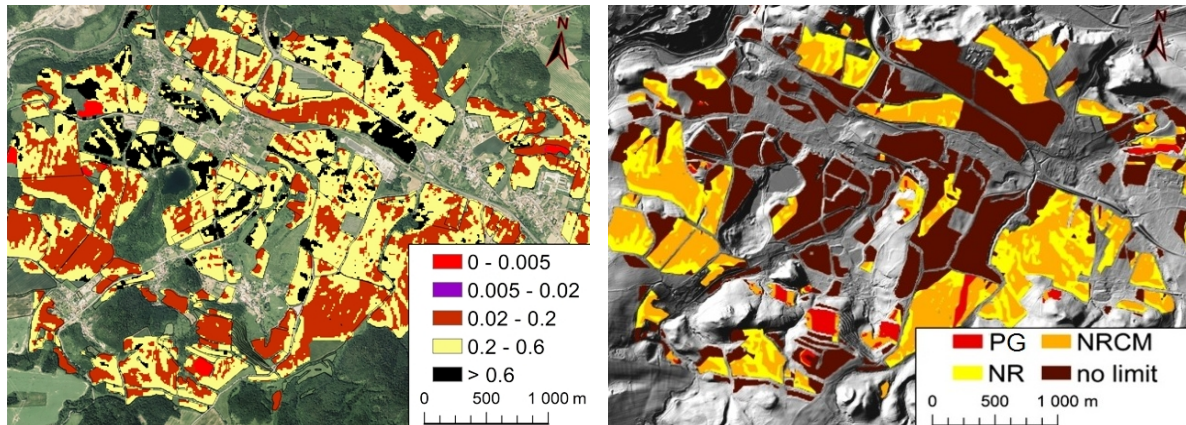 N
0 - 0.005
0.005 - 0.02
0.02 - 0.2
0.2 - 0.6
> 0.6
0 500 1 000 m
N
PG NRCM
NR no limit
0 500 1 000 m